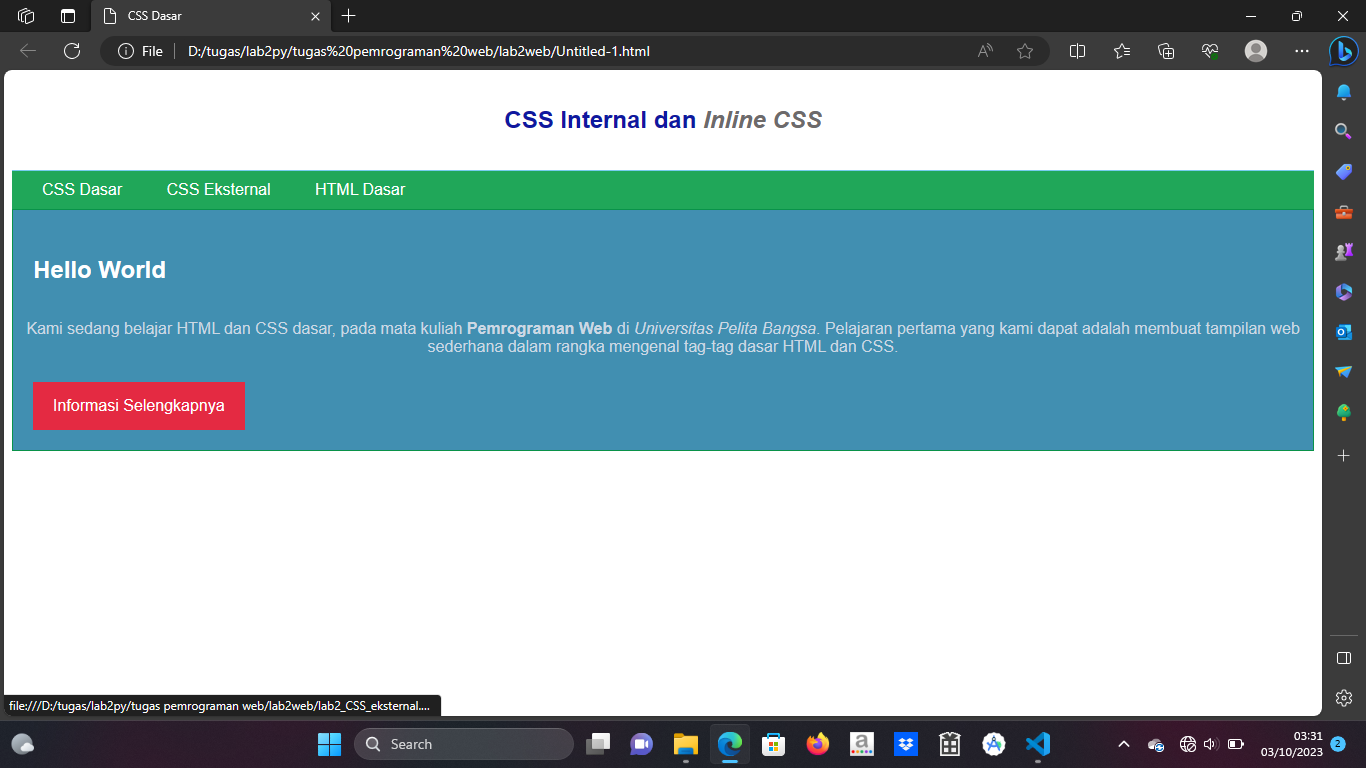 CSS Dasar
File
D:/tugas/lab2py/tugas%20pemrograman%20web/lab2web/Untitled-1.html
CSS Internal dan Inline CSS
CSS Dasar CSS Eksternal HTML Dasar
Hello World
Kami sedang belajar HTML dan CSS dasar, pada mata kuliah Pemrograman Web di Universitas Pelita Bangsa. Pelajaran pertama yang kami dapat adalah membuat tampilan web
sederhana dalam rangka mengenal tag-tag dasar HTML dan CSS.
Informasi Selengkapnya
file:///D:/tugas/lab2py/tugas pemrograman web/lab2web/lab2_CSS_eksternal....
Search
03:31
03/10/2023
2